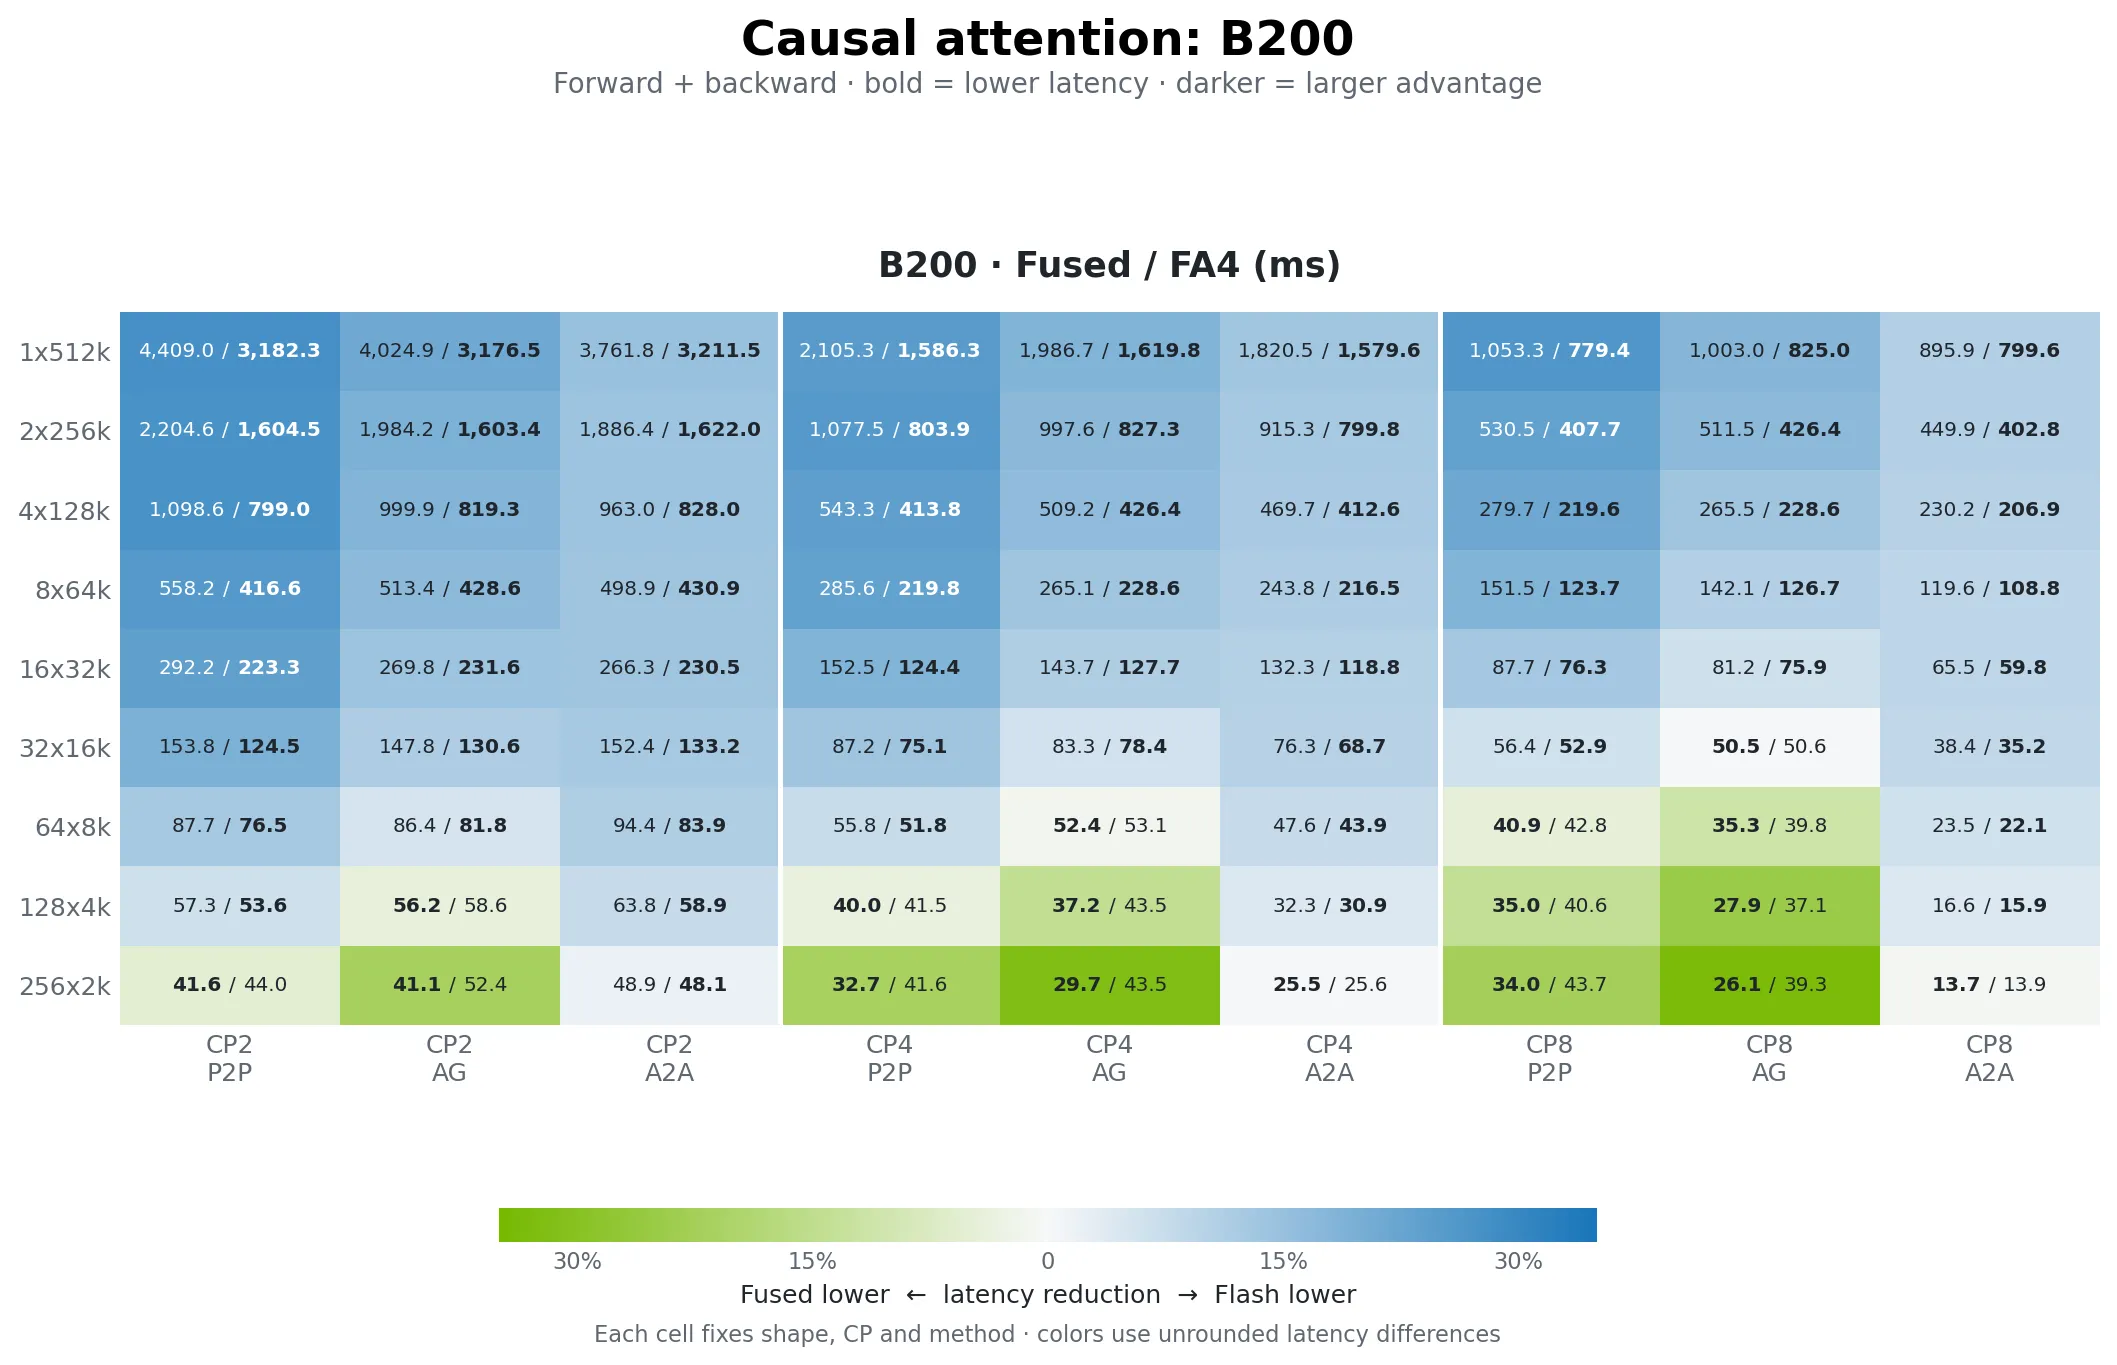 Causal attention: B200
Forward + backward · bold = lower latency · darker = larger advantage
B200 · Fused / FA4 (ms)
1x512k 4,409.0 / 3,182.3 4,024.9 / 3,176.5 3,761.8 / 3,211.5 2,105.3 / 1,586.3 1,986.7 / 1,619.8 1,820.5 / 1,579.6 1,053.3 / 779.4 1,003.0 / 825.0 895.9 / 799.6
2x256k 2,204.6 / 1,604.5 1,984.2 / 1,603.4 1,886.4 / 1,622.0 1,077.5 / 803.9 997.6 / 827.3 915.3 / 799.8 530.5 / 407.7 511.5 / 426.4 449.9 / 402.8
4x128k 1,098.6 / 799.0 999.9 / 819.3 963.0 / 828.0 543.3 / 413.8 509.2 / 426.4 469.7 / 412.6 279.7 / 219.6 265.5 / 228.6 230.2 / 206.9
8x64k 558.2 / 416.6 513.4 / 428.6 498.9 / 430.9 285.6 / 219.8 265.1 / 228.6 243.8 / 216.5 151.5 / 123.7 142.1 / 126.7 119.6 / 108.8
16x32k 292.2 / 223.3 269.8 / 231.6 266.3 / 230.5 152.5 / 124.4 143.7 / 127.7 132.3 / 118.8 87.7 / 76.3 81.2 / 75.9 65.5 / 59.8
32x16k 153.8 / 124.5 147.8 / 130.6 152.4 / 133.2 87.2 / 75.1 83.3 / 78.4 76.3 / 68.7 56.4 / 52.9 50.5 / 50.6 38.4 / 35.2
64x8k 87.7 / 76.5 86.4 / 81.8 94.4 / 83.9 55.8 / 51.8 52.4 / 53.1 47.6 / 43.9 40.9 / 42.8 35.3 / 39.8 23.5 / 22.1
128x4k 57.3 / 53.6 56.2 / 58.6 63.8 / 58.9 40.0 / 41.5 37.2 / 43.5 32.3 / 30.9 35.0 / 40.6 27.9 / 37.1 16.6 / 15.9
256x2k 41.6 / 44.0 41.1 / 52.4 48.9 / 48.1 32.7 / 41.6 29.7 / 43.5 25.5 / 25.6 34.0 / 43.7 26.1 / 39.3 13.7 / 13.9
CP2 CP2 CP2 CP4 CP4 CP4 CP8 CP8 CP8
P2P AG A2A P2P AG A2A P2P AG A2A
30% 15% 0 15% 30%
Fused lower ← latency reduction → Flash lower
Each cell fixes shape, CP and method · colors use unrounded latency differences